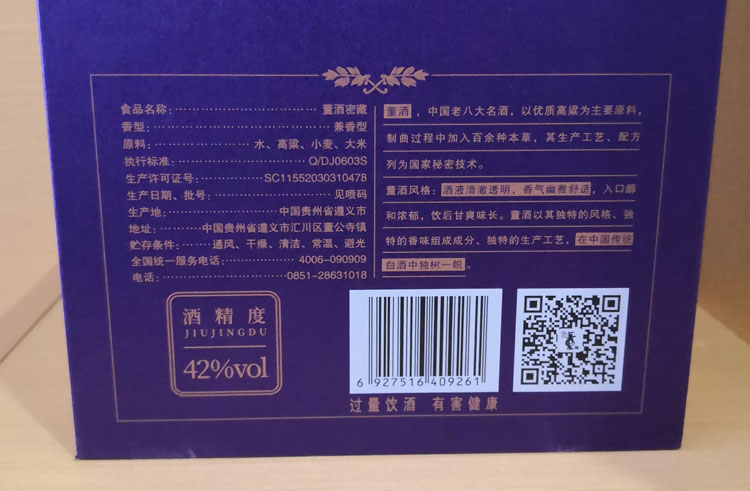 食品名称：董酒密藏
香型：兼香型
原料：水、高粱、小麦、大米
执行标准：Q/DJ0603S
生产许可证号：SC11552030310478
生产日期、批号：见喷码
生产地：中国贵州省遵义市
地址：中国贵州省遵义市汇川区董公寺镇
贮存条件：通风、干燥、清洁、常温、避光
全国统一服务电话：4006-090909
电话：0851-28631018
董酒，中国老八大名酒，以优质高粱为主要原料，
制曲过程中加入百余种本草，其生产工艺、配方
列为国家秘密技术。
董酒风格：酒液清澈透明，香气幽雅舒适，入口醇
和浓郁，饮后甘爽味长。董酒以其独特的风格、独
特的香味组成成分、独特的生产工艺，在中国传统
白酒中独树一帜。
酒精度
JIUJINGDU
42%vol
6 927516 409261
过量饮酒 有害健康